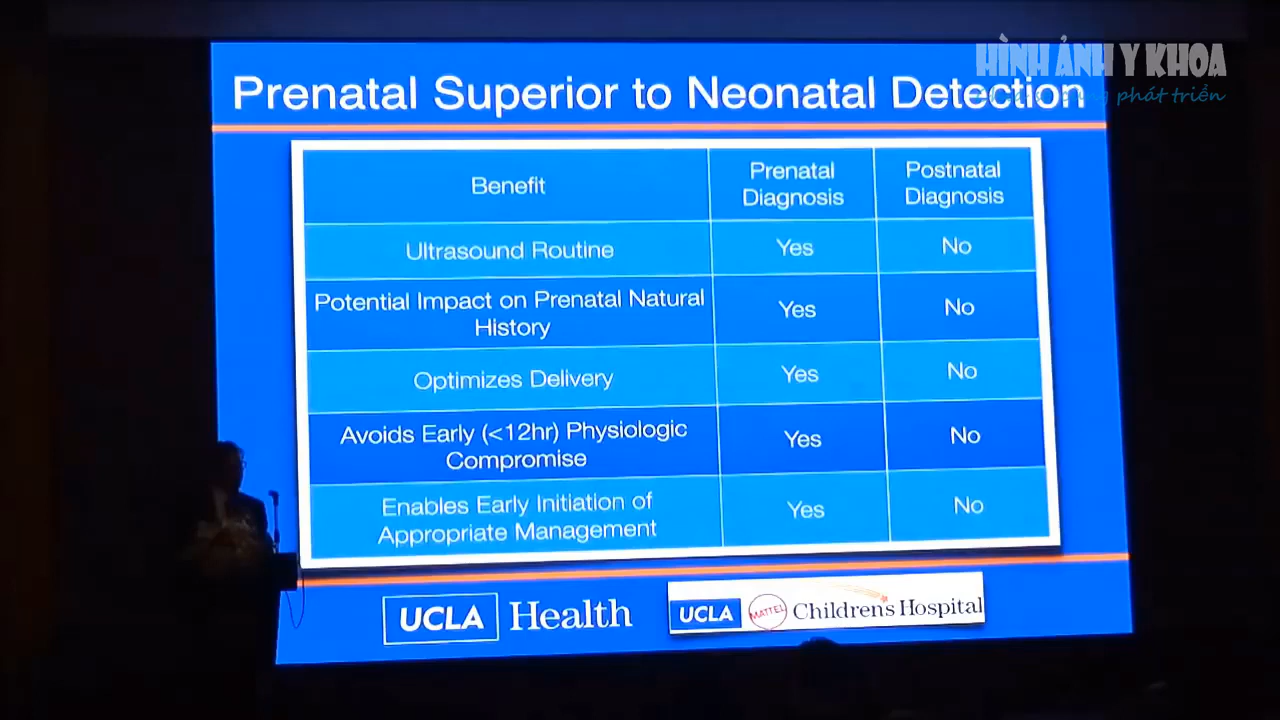 HÌNH ẢNH Y KHOA
phát triển
Prenatal Superior to Neonatal Detection
Benefit
Prenatal
Diagnosis
Postnatal
Diagnosis
Ultrasound Routine
Yes
No
Potential Impact on Prenatal Natural
History
Yes
No
Optimizes Delivery
Yes
No
Avoids Early (<12hr) Physiologic
Compromise
Yes
No
Enables Early Initiation of
Appropriate Management
Yes
No
UCLA Health
UCLA MATTEL Children's Hospital